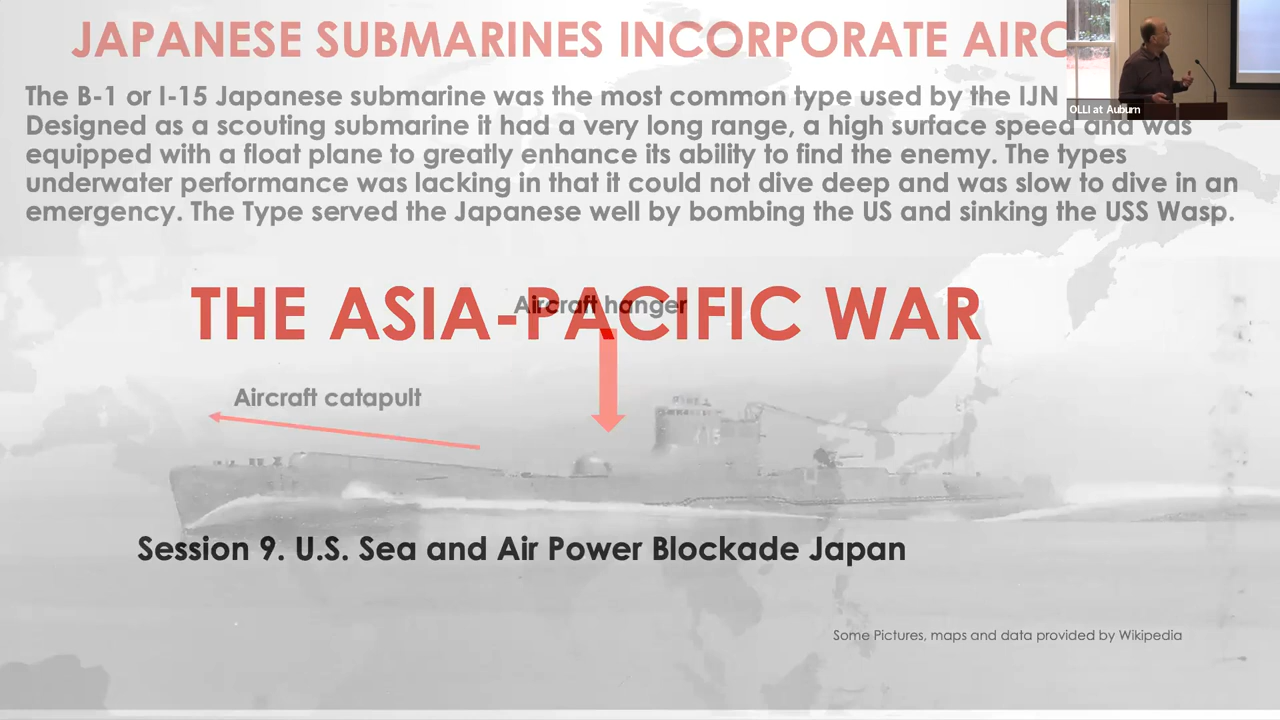 JAPANESE SUBMARINES INCORPORATE
OLLI at Auburn
The B-1 or I-15 Japanese submarine was the most common type used by the IJN
Designed as a scouting submarine it had a very long range, a high surface speed and was
equipped with a float plane to greatly enhance its ability to find the enemy. The types
underwater performance was lacking in that it could not dive deep and was slow to dive in an
emergency. The Type served the Japanese well by bombing the US and sinking the USS Wasp.
Aircraft hanger
THE ASIA-PACIFIC WAR
Aircraft catapult
Session 9. U.S. Sea and Air Power Blockade Japan
Some Pictures, maps and data provided by Wikipedia